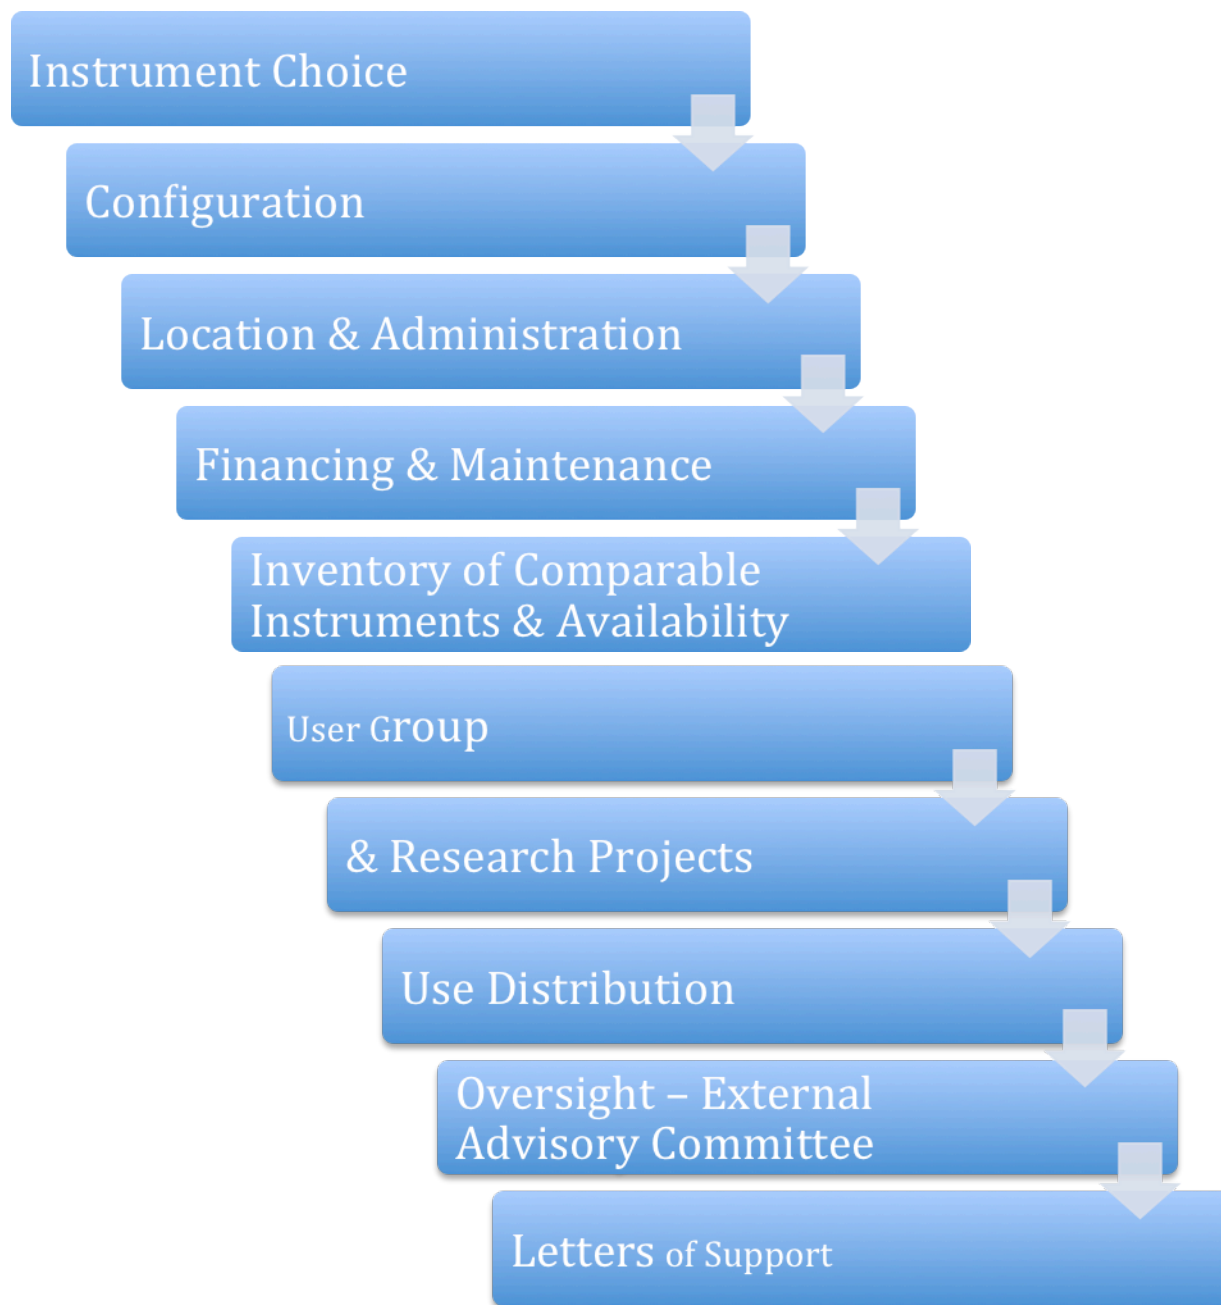 Instrument Choice
Configuration
Location & Administration
Financing & Maintenance
Inventory of Comparable
Instruments & Availability
User Group
& Research Projects
Use Distribution
Oversight – External
Advisory Committee
Letters of Support